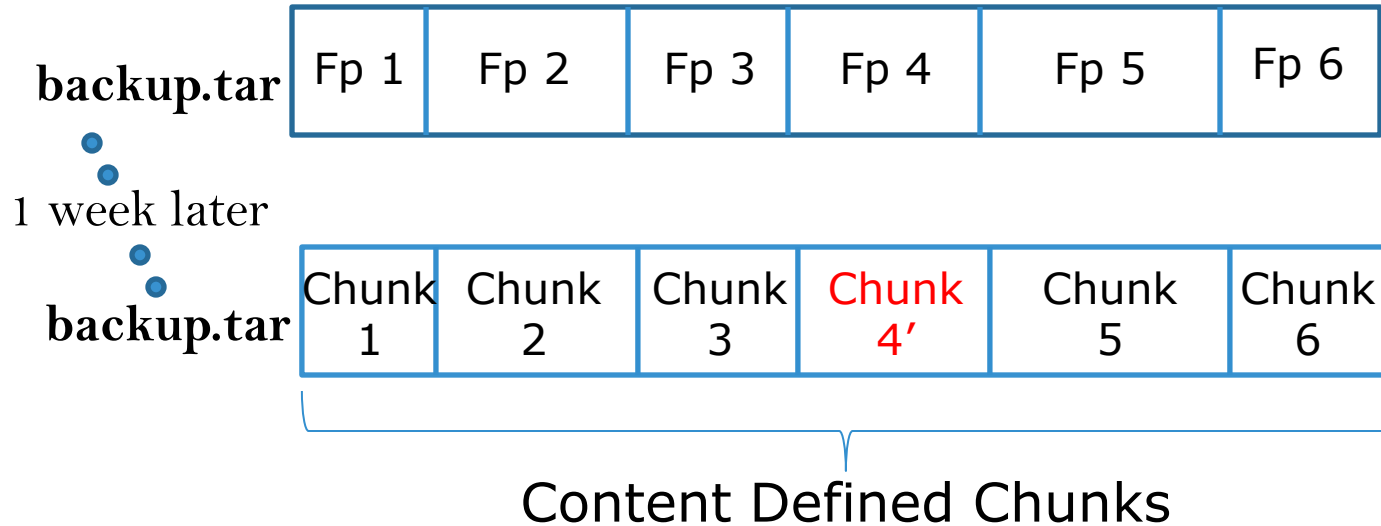 backup.tar
Fp 1 Fp 2 Fp 3 Fp 4 Fp 5 Fp 6
1 week later
backup.tar
Chunk 1
Chunk 2
Chunk 3
Chunk 4’
Chunk 5
Chunk 6
Content Defined Chunks